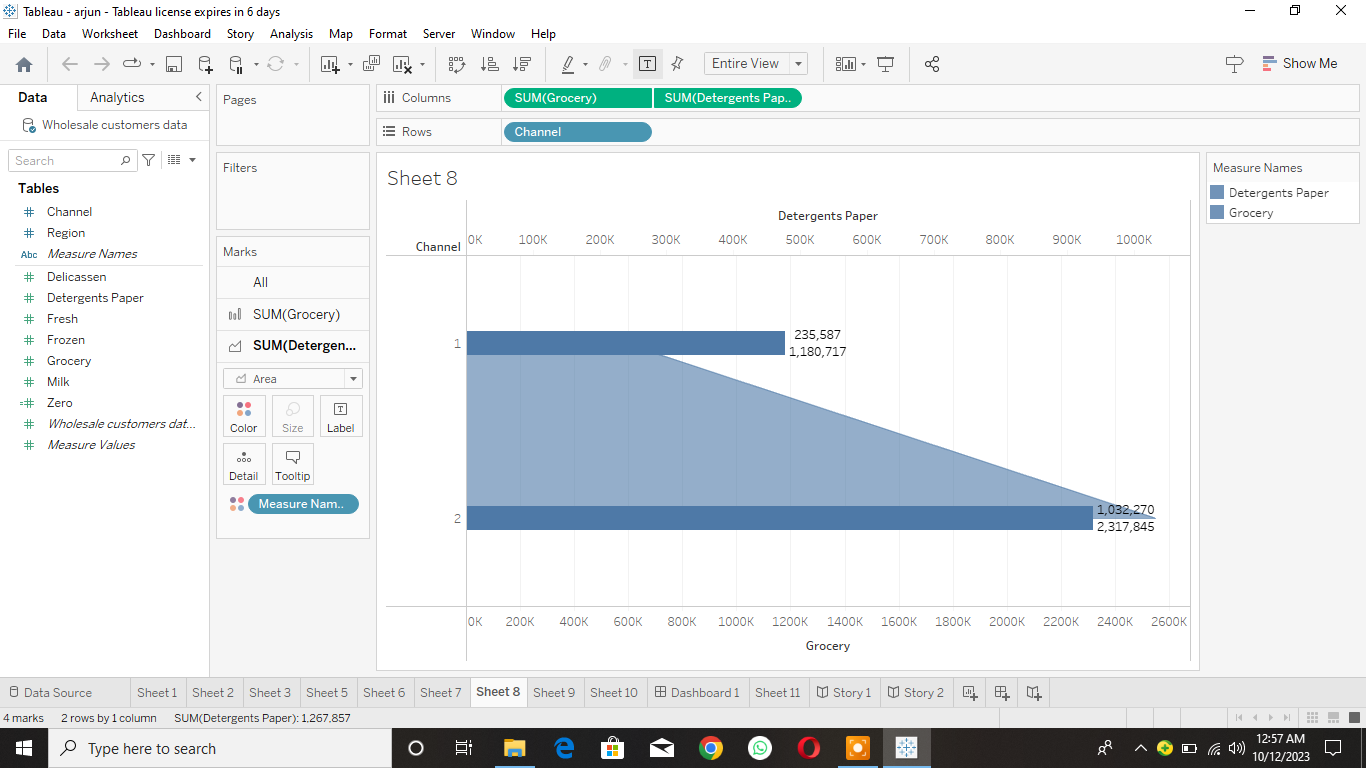 Tableau - arjun - Tableau license expires in 6 days
File Data Worksheet Dashboard Story Analysis Map Format Server Window Help
Entire View
Show Me
Data Analytics
Wholesale customers data
Search
Tables
Channel
Region
Abc Measure Names
Delicassen
Detergents Paper
Fresh
Frozen
Grocery
Milk
Zero
Wholesale customers dat...
Measure Values
Pages
Filters
Marks
All
SUM(Grocery)
SUM(Detergen...
Area
Color Size Label
Detail Tooltip
Measure Nam..
Columns SUM(Grocery) SUM(Detergents Pap..
Rows Channel
Sheet 8
Detergents Paper
Channel 0K 100K 200K 300K 400K 500K 600K 700K 800K 900K 1000K
1 235,587
1,180,717
2 1,032,270
2,317,845
0K 200K 400K 600K 800K 1000K 1200K 1400K 1600K 1800K 2000K 2200K 2400K 2600K
Grocery
Measure Names
Detergents Paper
Grocery
Data Source Sheet 1 Sheet 2 Sheet 3 Sheet 5 Sheet 6 Sheet 7 Sheet 8 Sheet 9 Sheet 10 Dashboard 1 Sheet 11 Story 1 Story 2
4 marks 2 rows by 1 column SUM(Detergents Paper): 1,267,857
Type here to search
12:57 AM
10/12/2023